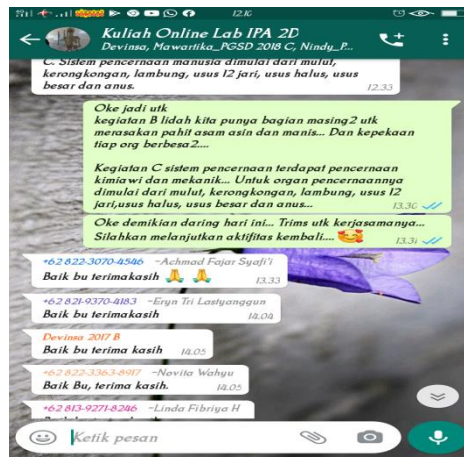 12.10
Kuliah Online Lab IPA 2D
Devinsa, Mawartika_PGSD 2018 C, Nindy_P...
C. Sistem pencernaan manusia dimulai dari mulut,
kerongkongan, lambung, usus 12 jari, usus halus, usus
besar dan anus.
12.33
Oke jadi utk
kegiatan B lidah kita punya bagian masing2 utk
merasakan pahit asam asin dan manis... Dan kepekaan
tiap org berbesa2....
Kegiatan C sistem pencernaan terdapat pencernaan
kimiawi dan mekanik... Untuk organ pencernaannya
dimulai dari mulut, kerongkongan, lambung, usus 12
jari,usus halus, usus besar dan anus...
13.30
Oke demikian daring hari ini... Trims utk kerjasamanya...
Silahkan melanjutkan aktifitas kembali....
13.31
+62 822-3070-4546 ~Achmad Fajar Syafi'i
Baik bu terimakasih
13.33
+62 821-9370-4183 ~Eryn Tri Lastyanggun
Baik bu terimakasih
14.04
Devinsa 2017 B
Baik bu terima kasih
14.05
+62 822-3363-8917 ~Novita Wahyu
Baik Bu, terima kasih.
14.05
+62 813-9271-8246 ~Linda Fibriya H
Ketik pesan